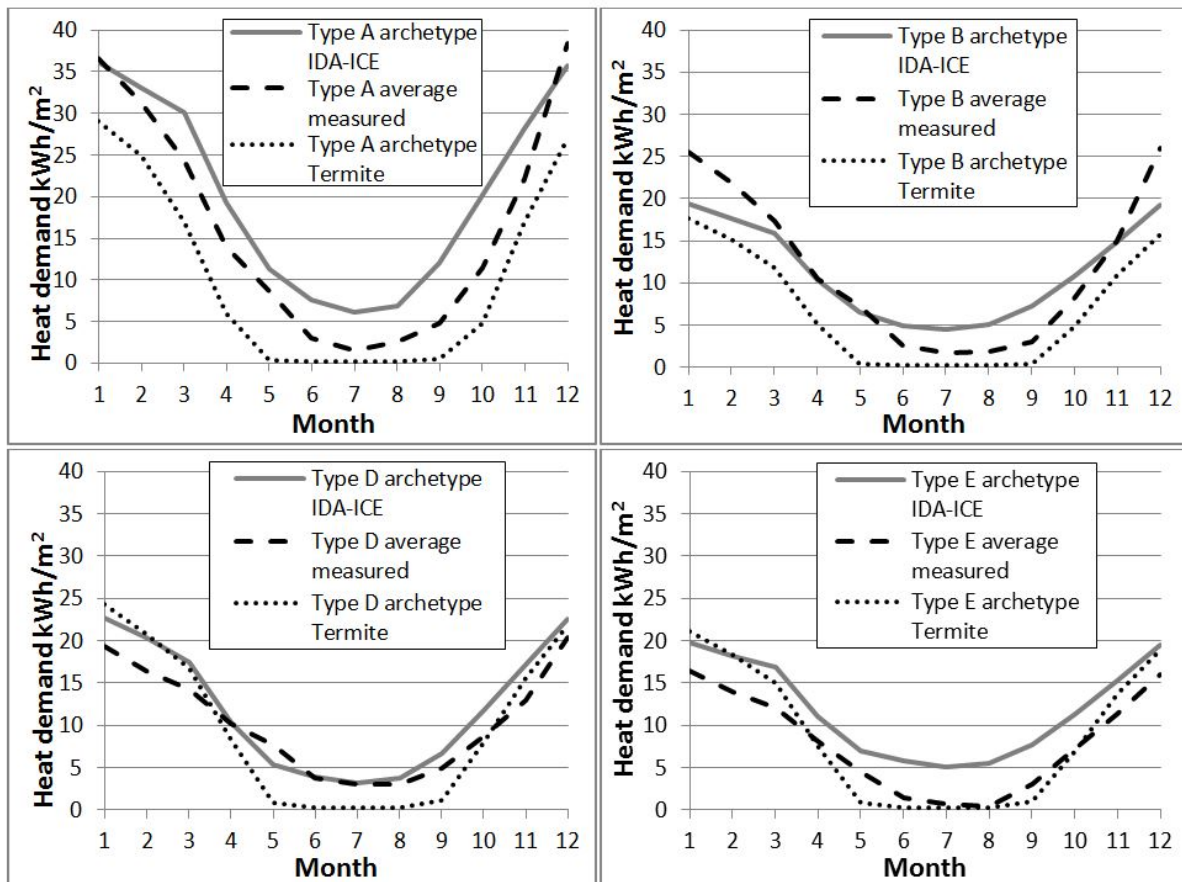 Heat demand kWh/m²
40
35
30
25
20
15
10
5
0
Type A archetype
IDA-ICE
Type A average
measured
Type A archetype
Termite
1 2 3 4 5 6 7 8 9 10 11 12
Month
Heat demand kWh/m²
40
35
30
25
20
15
10
5
0
Type B archetype
IDA-ICE
Type B average
measured
Type B archetype
Termite
1 2 3 4 5 6 7 8 9 10 11 12
Month
Heat demand kWh/m²
40
35
30
25
20
15
10
5
0
Type D archetype
IDA-ICE
Type D average
measured
Type D archetype
Termite
1 2 3 4 5 6 7 8 9 10 11 12
Month
Heat demand kWh/m²
40
35
30
25
20
15
10
5
0
Type E archetype
IDA-ICE
Type E average
measured
Type E archetype
Termite
1 2 3 4 5 6 7 8 9 10 11 12
Month